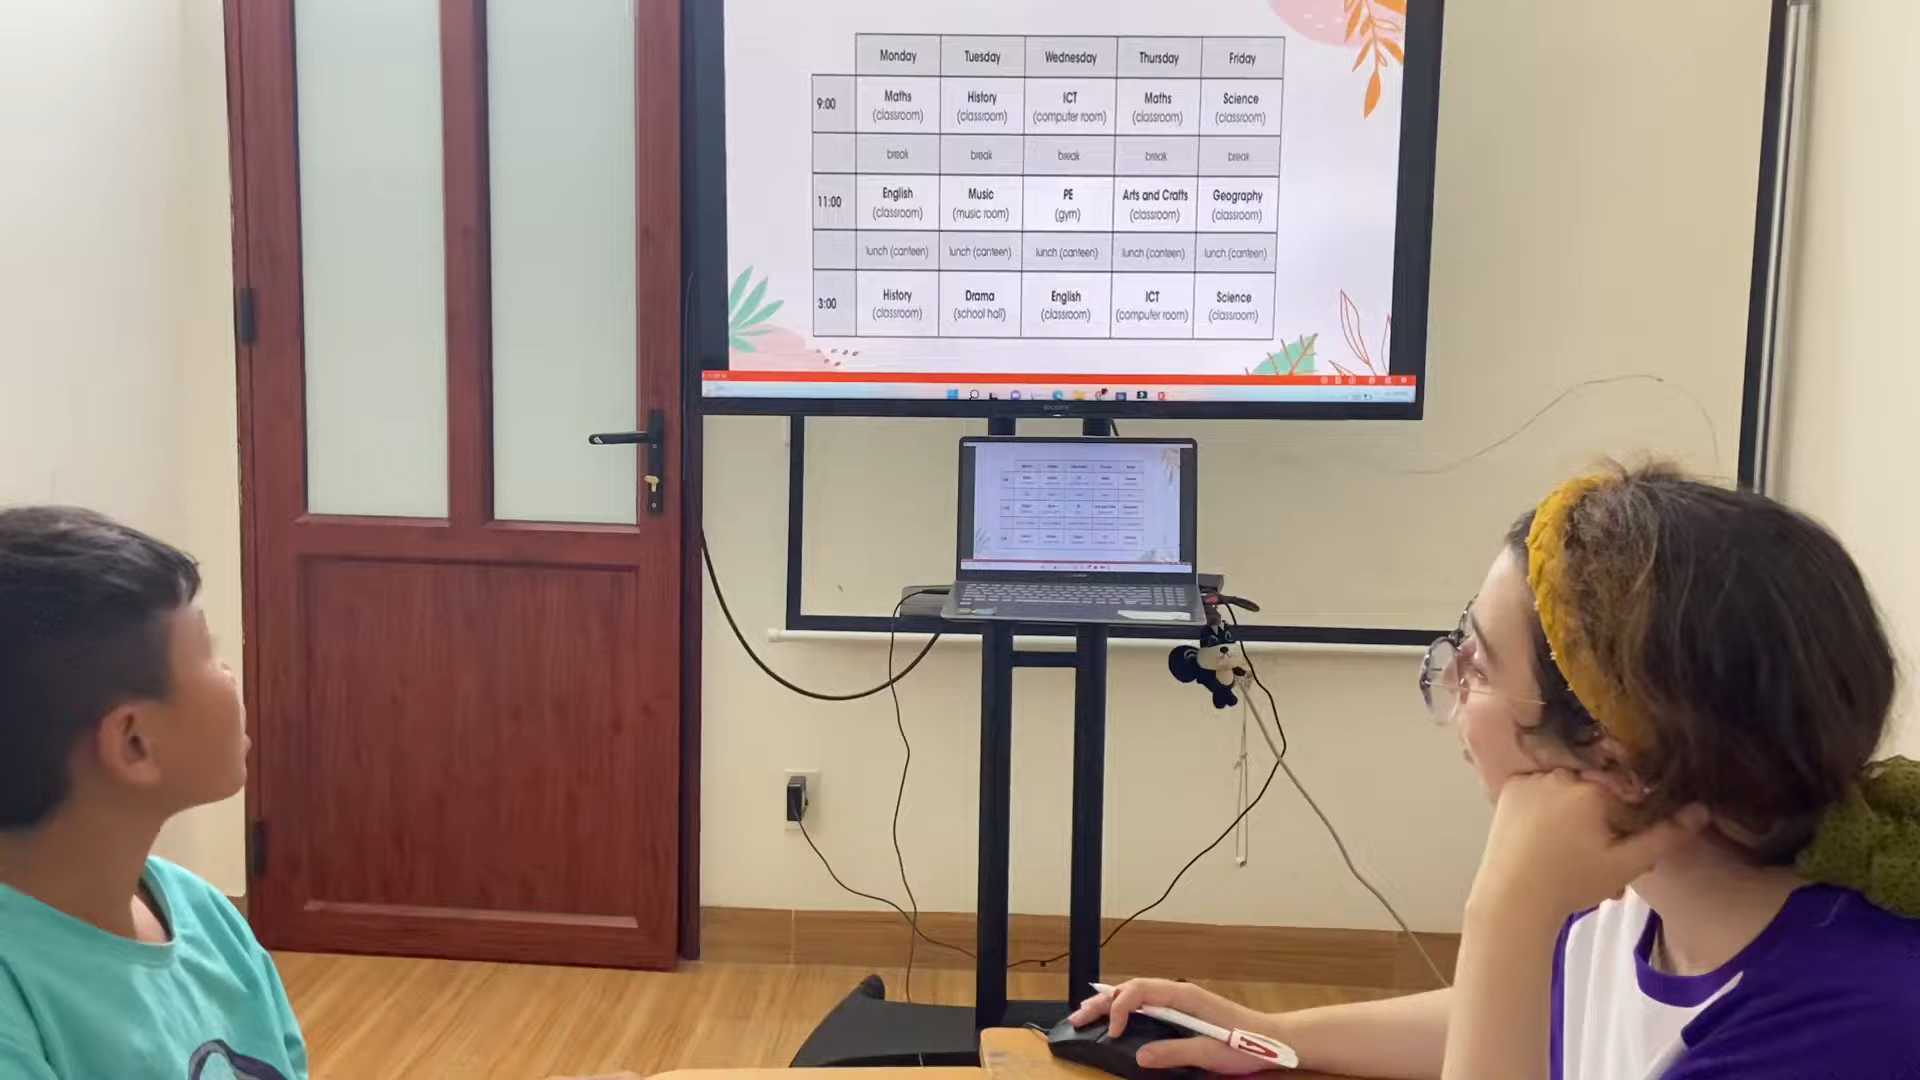 Monday Tuesday Wednesday Thursday Friday
9:00 Maths History ICT Maths Science
(classroom) (classroom) (computer room) (classroom) (classroom)
break break break break break
11:00 English Music PE Arts and Crafts Geography
(classroom) (music room) (gym) (classroom) (classroom)
lunch (canteen) lunch (canteen) lunch (canteen) lunch (canteen) lunch (canteen)
3:00 History Drama English ICT Science
(classroom) (school hall) (classroom) (computer room) (classroom)